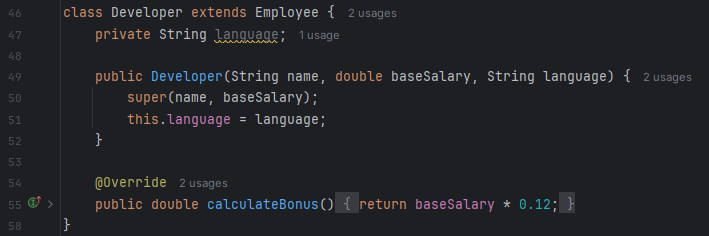 46 class Developer extends Employee { 2 usages
47 private String language; 1 usage
48
49 public Developer(String name, double baseSalary, String language) { 2 usages
50 super(name, baseSalary);
51 this.language = language;
52 }
53
54 @Override 2 usages
55 public double calculateBonus() { return baseSalary * 0.12; }
58 }